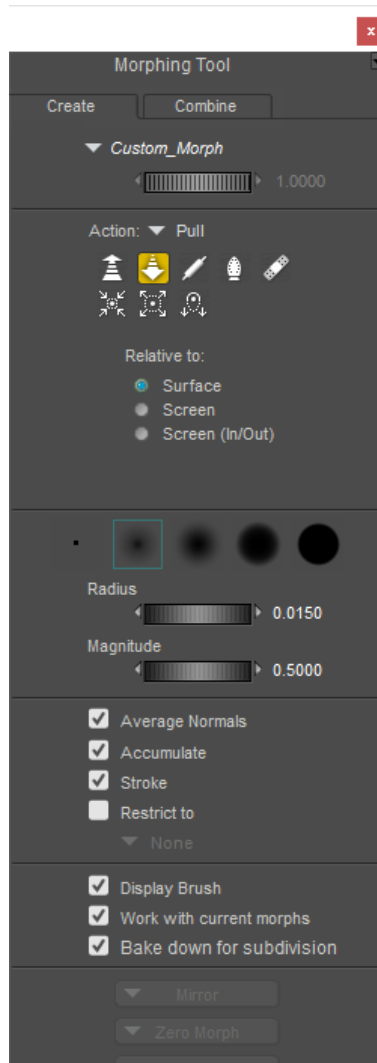 x
Morphing Tool
Create Combine
Custom_Morph
1.0000
Action: Pull
Relative to:
Surface
Screen
Screen (In/Out)
Radius
0.0150
Magnitude
0.5000
Average Normals
Accumulate
Stroke
Restrict to
None
Display Brush
Work with current morphs
Bake down for subdivision
Mirror
Zero Morph